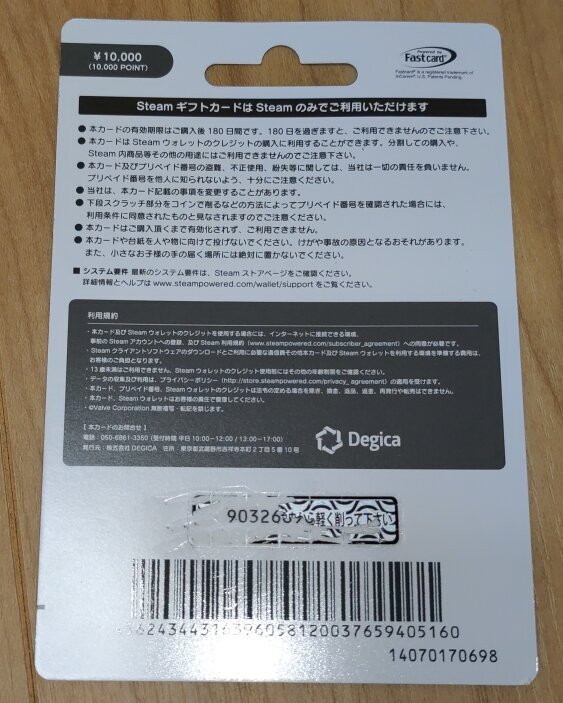 ￥10,000
(10,000 POINT)
Powered by
Fastcard
Fastcard® is a registered trademark of
InComm®. U.S. Patents Pending.
Steam ギフトカードは Steam のみでご利用いただけます
● 本カードの有効期限はご購入後 180 日間です。180 日を過ぎますと、ご利用できませんのでご注意下さい。
● 本カードは Steam ウォレットのクレジットの購入に利用することができます。分割しての購入や、
Steam 内商品等その他の用途にはご利用できませんのでご注意下さい。
● 本カード及びプリペイド番号の盗難、不正使用、紛失等に関しては、当社は一切の責任を負いません。
プリペイド番号を他人に知られないよう、十分にご注意ください。
● 当社は、本カード記載の事項を変更することがあります。
● 下段スクラッチ部分をコインで削るなどの方法によってプリペイド番号を確認された場合には、
利用条件に同意されたものと見なされますのでご注意ください。
● 本カードはご購入頂くまで有効化されず、ご利用できません。
● 本カードや台紙を人や物に向けて投げないでください。けがや事故の原因となるおそれがあります。
また、小さなお子様の手の届く場所には絶対に置かないでください。
■ システム要件 最新のシステム要件は、Steam ストアページをご確認ください。
詳細情報とヘルプは www.steampowered.com/wallet/support をご覧ください。
利用規約
・本カード及び Steam ウォレットのクレジットを使用する場合には、インターネットに接続できる環境、
事前の Steam アカウントへの登録、及び Steam 利用規約 (www.steampowered.com/subscriber_agreement) への同意が必要です。
・Steam クライアントソフトウェアのダウンロードとご利用に必要な通信費その他本カード及び Steam ウォレットを利用する環境を準備する費用は、
お客様のご負担となります。
・13 歳未満はご利用できません。Steam ウォレットのクレジット使用前にはその他年齢制限をご確認ください。
・データの収集及び利用は、プライバシーポリシー (http://store.steampowered.com/privacy_agreement) の適用を受けます。
・本カード、プリペイド番号、Steam ウォレットのクレジットは法令の定める場合を除き、換金、返品、返金、再発行や転売はできません。
・本カード、Steam ウォレットはお客様の責任で管理してください。
・©Valve Corporation 無断複写・転記を禁じます。
【 本カードのお問合せ 】
電話：050-6861-3350 (受付時間 平日 10:00－12:00 / 13:00－17:00)
発行元：株式会社 DEGICA 住所：東京都武蔵野市吉祥寺本町 2 丁目 5 番 10 号
Degica
90326
軽く削って下さい
14070170698